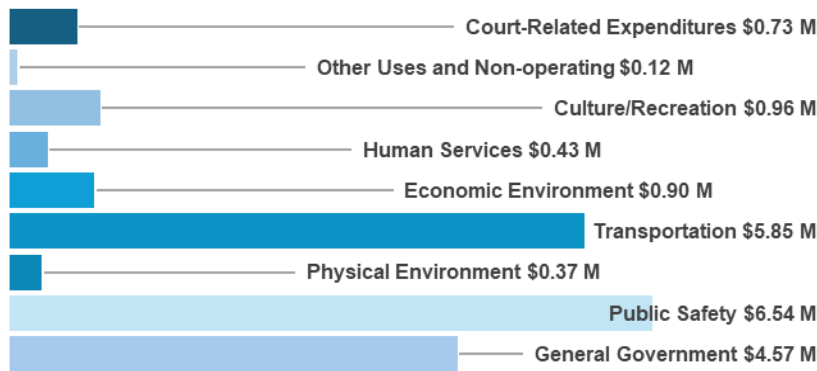 Court-Related Expenditures $0.73 M
Other Uses and Non-operating $0.12 M
Culture/Recreation $0.96 M
Human Services $0.43 M
Economic Environment $0.90 M
Transportation $5.85 M
Physical Environment $0.37 M
Public Safety $6.54 M
General Government $4.57 M